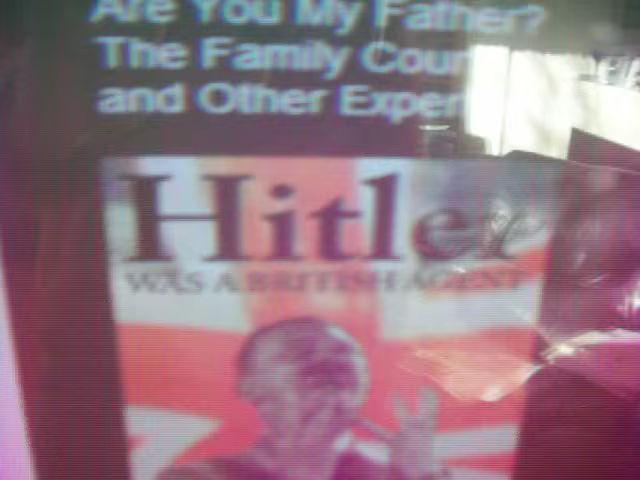 Are You My Father?
The Family
and Other
Hitler
WAS A BRITISH AGENT